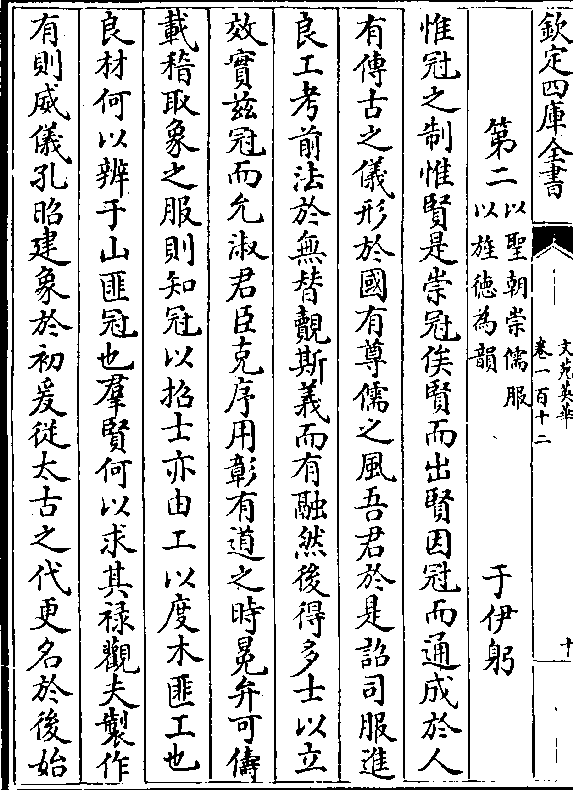 欽定四庫全書
文苑英華
卷一百十二
十
第二
以聖朝崇儒服
以旌德為韻
于伊躬
惟冠之制惟賢是崇冠俟賢而出賢因冠而通成於人
有傳古之儀形於國有尊儒之風吾君於是詔司服進
良工考前法於無替覿斯義而有融然後得多士以立
效實兹冠而允淑君臣克序用彰有道之時冕弁可儔
載稽取象之服則知冠以招士亦由工以度木匪工也
良材何以辨于山匪冠也羣賢何以求其禄觀夫製作
有則威儀孔昭建象於初爰從太古之代更名於後始